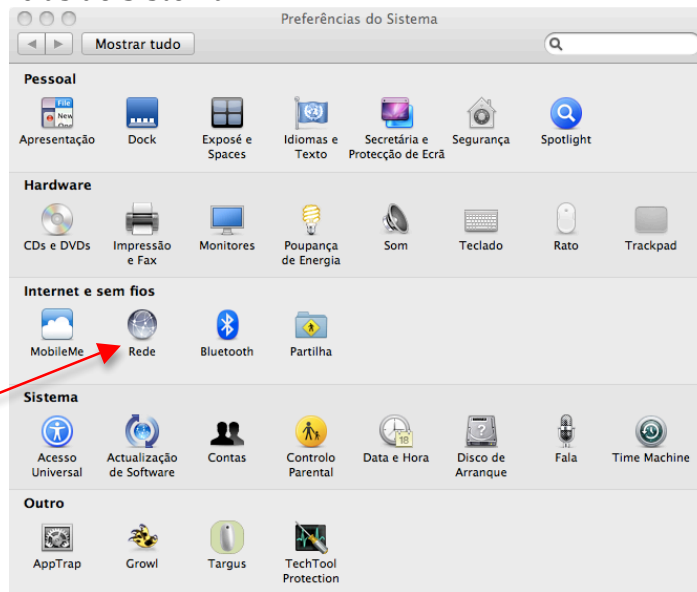 Preferências do Sistema
Mostrar tudo
Pessoal
Apresentação Dock Exposé e Spaces Idiomas e Texto Secretária e Protecção de Ecrã Segurança Spotlight
Hardware
CDs e DVDs Impressão e Fax Monitores Poupança de Energia Som Teclado Rato Trackpad
Internet e sem fios
MobileMe Rede Bluetooth Partilha
Sistema
Acesso Universal Actualização de Software Contas Controlo Parental Data e Hora Disco de Arranque Fala Time Machine
Outro
AppTrap Growl Targus TechTool Protection